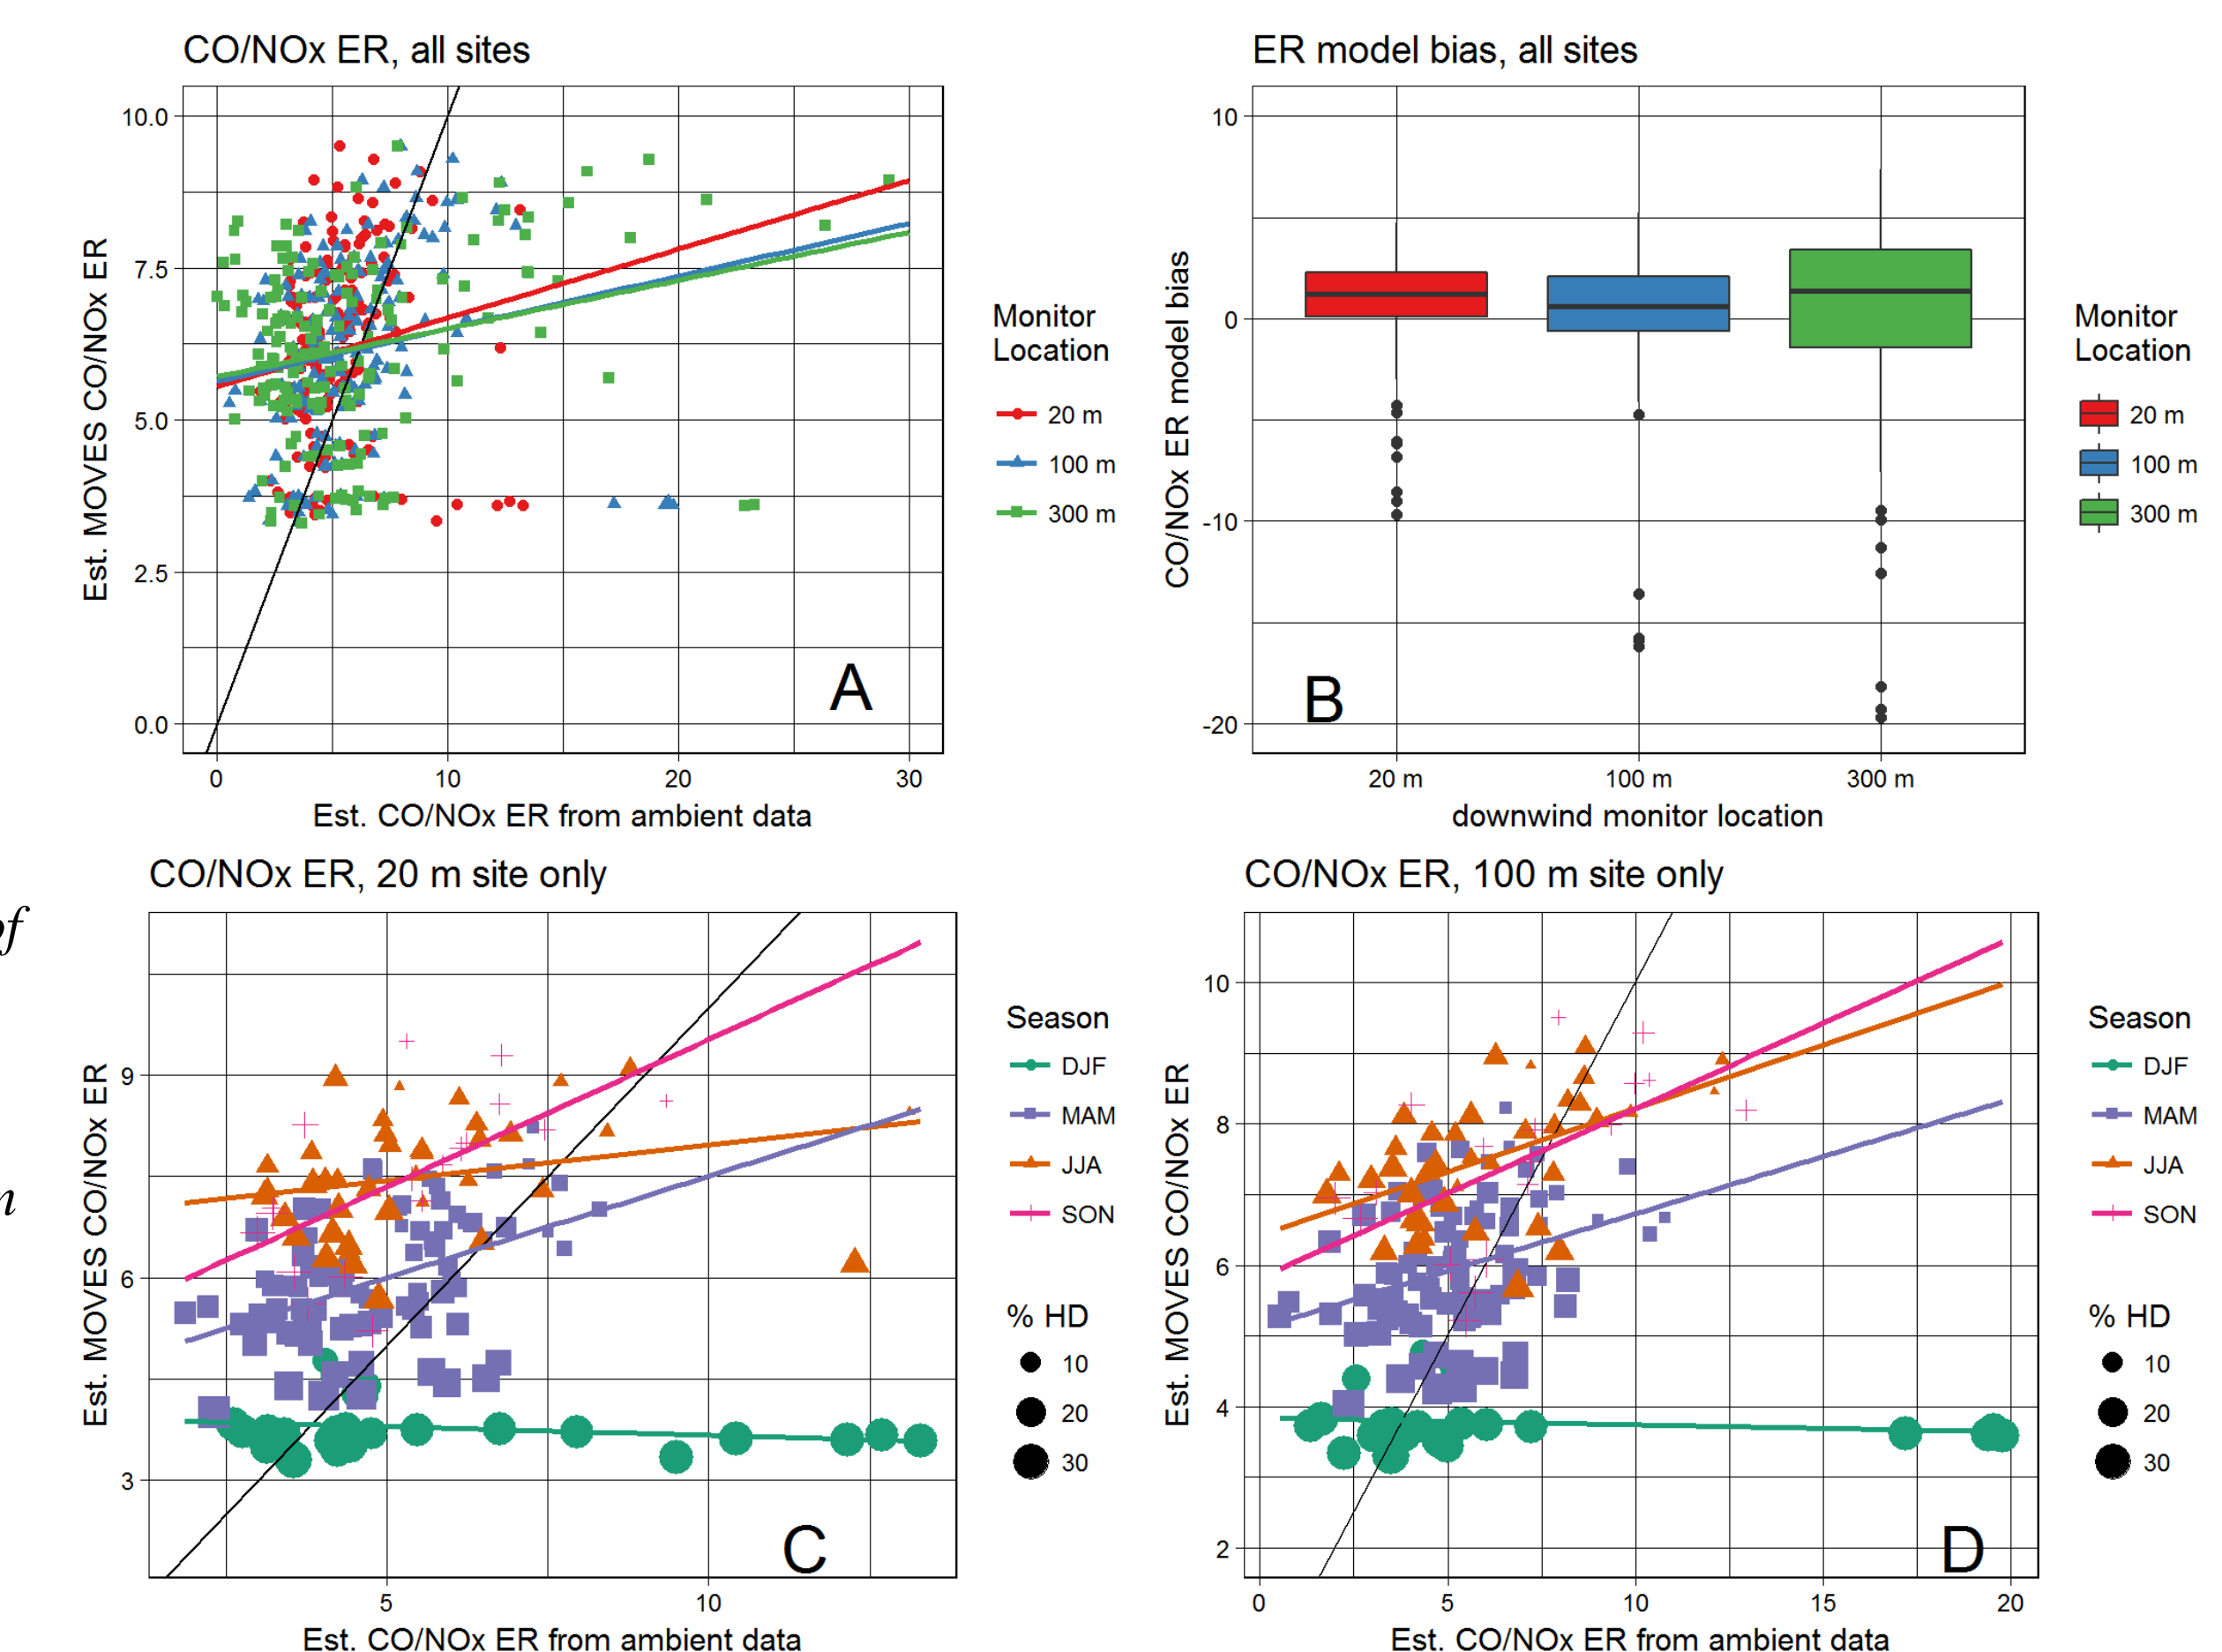 CO/NOx ER, all sites
10.0
7.5
5.0
2.5
0.0
Est. MOVES CO/NOx ER
0 10 20 30
Est. CO/NOx ER from ambient data
A
Monitor
Location
20 m
100 m
300 m
ER model bias, all sites
10
0
-10
-20
CO/NOx ER model bias
20 m 100 m 300 m
downwind monitor location
B
Monitor
Location
20 m
100 m
300 m
of
CO/NOx ER, 20 m site only
9
6
3
Est. MOVES CO/NOx ER
5 10
Est. CO/NOx ER from ambient data
C
Season
DJF
MAM
JJA
SON
% HD
10
20
30
CO/NOx ER, 100 m site only
10
8
6
4
2
Est. MOVES CO/NOx ER
0 5 10 15 20
Est. CO/NOx ER from ambient data
D
Season
DJF
MAM
JJA
SON
% HD
10
20
30